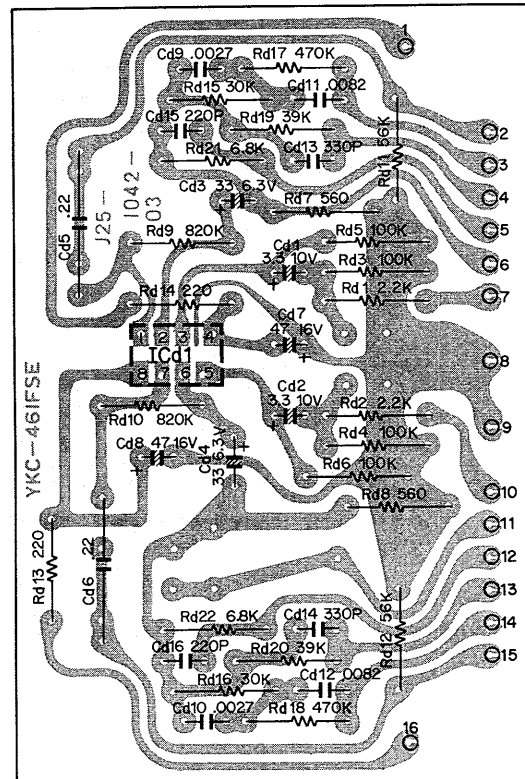 1
Cd9 .0027 Rd17 470K
Rd15 30K Cd11 .0082
Cd15 220P Rd19 39K
Rd21 6.8K Cd13 330P
Rd11 56K
2
3
4
5
6
7
8
9
10
11
12
13
14
15
16
Cd3 33 6.3V
Rd7 560
Cd5 .22
J25-
1042-
03
Rd9 820K
Cd1
3.3 10V
Rd5 100K
Rd3 100K
Rd1 2.2K
Rd14 220
Cd7
47 16V
1 2 3 4
ICd1
8 7 6 5
Cd2
3.3 10V
Rd2 2.2K
Rd4 100K
Rd6 100K
Rd8 560
Rd10 820K
Cd8 47 16V
Cd4
33 6.3V
YKC-461FSE
Rd13 220
Cd6 .22
Rd22 6.8K Cd14 330P
Cd16 220P Rd20 39K
Rd16 30K Cd12 .0082
Cd10 .0027 Rd18 470K
Rd12 56K